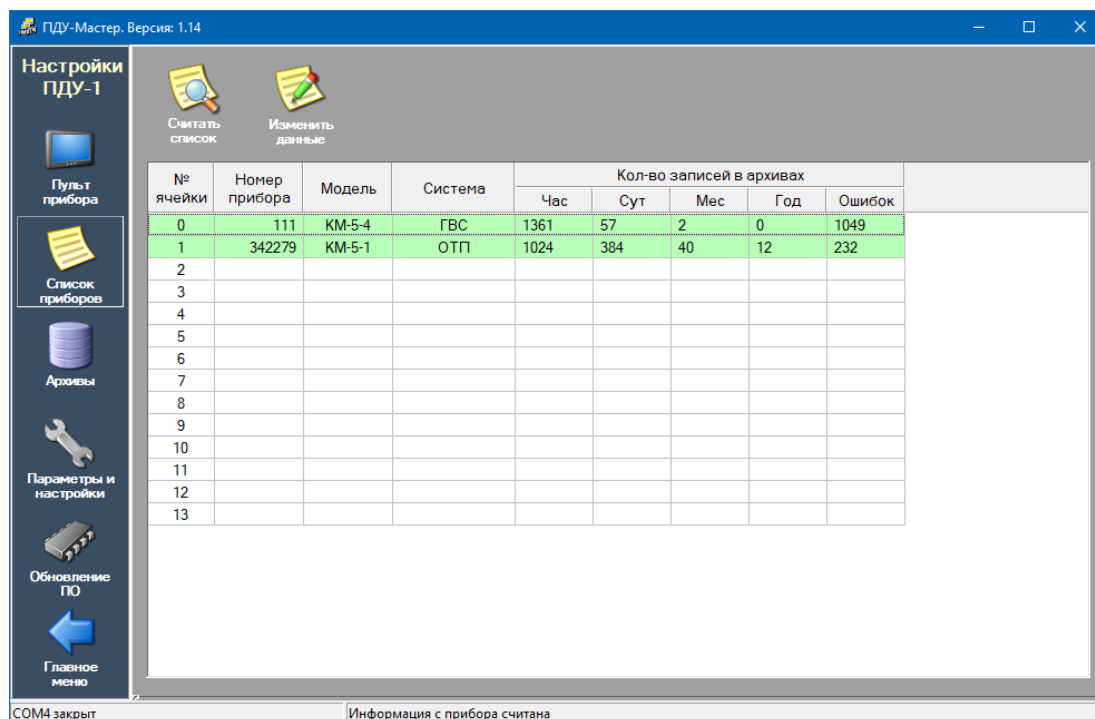 ПДУ-Мастер. Версия: 1.14
Настройки
ПДУ-1
Пульт
прибора
Список
приборов
Архивы
Параметры и
настройки
Обновление
ПО
Главное
меню
Считать
список
Изменить
данные
№
ячейки
Номер
прибора
Модель
Система
Кол-во записей в архивах
Час Сут Мес Год Ошибок
0 111 КМ-5-4 ГВС 1361 57 2 0 1049
1 342279 КМ-5-1 ОТП 1024 384 40 12 232
2
3
4
5
6
7
8
9
10
11
12
13
COM4 закрыт Информация с прибора считана